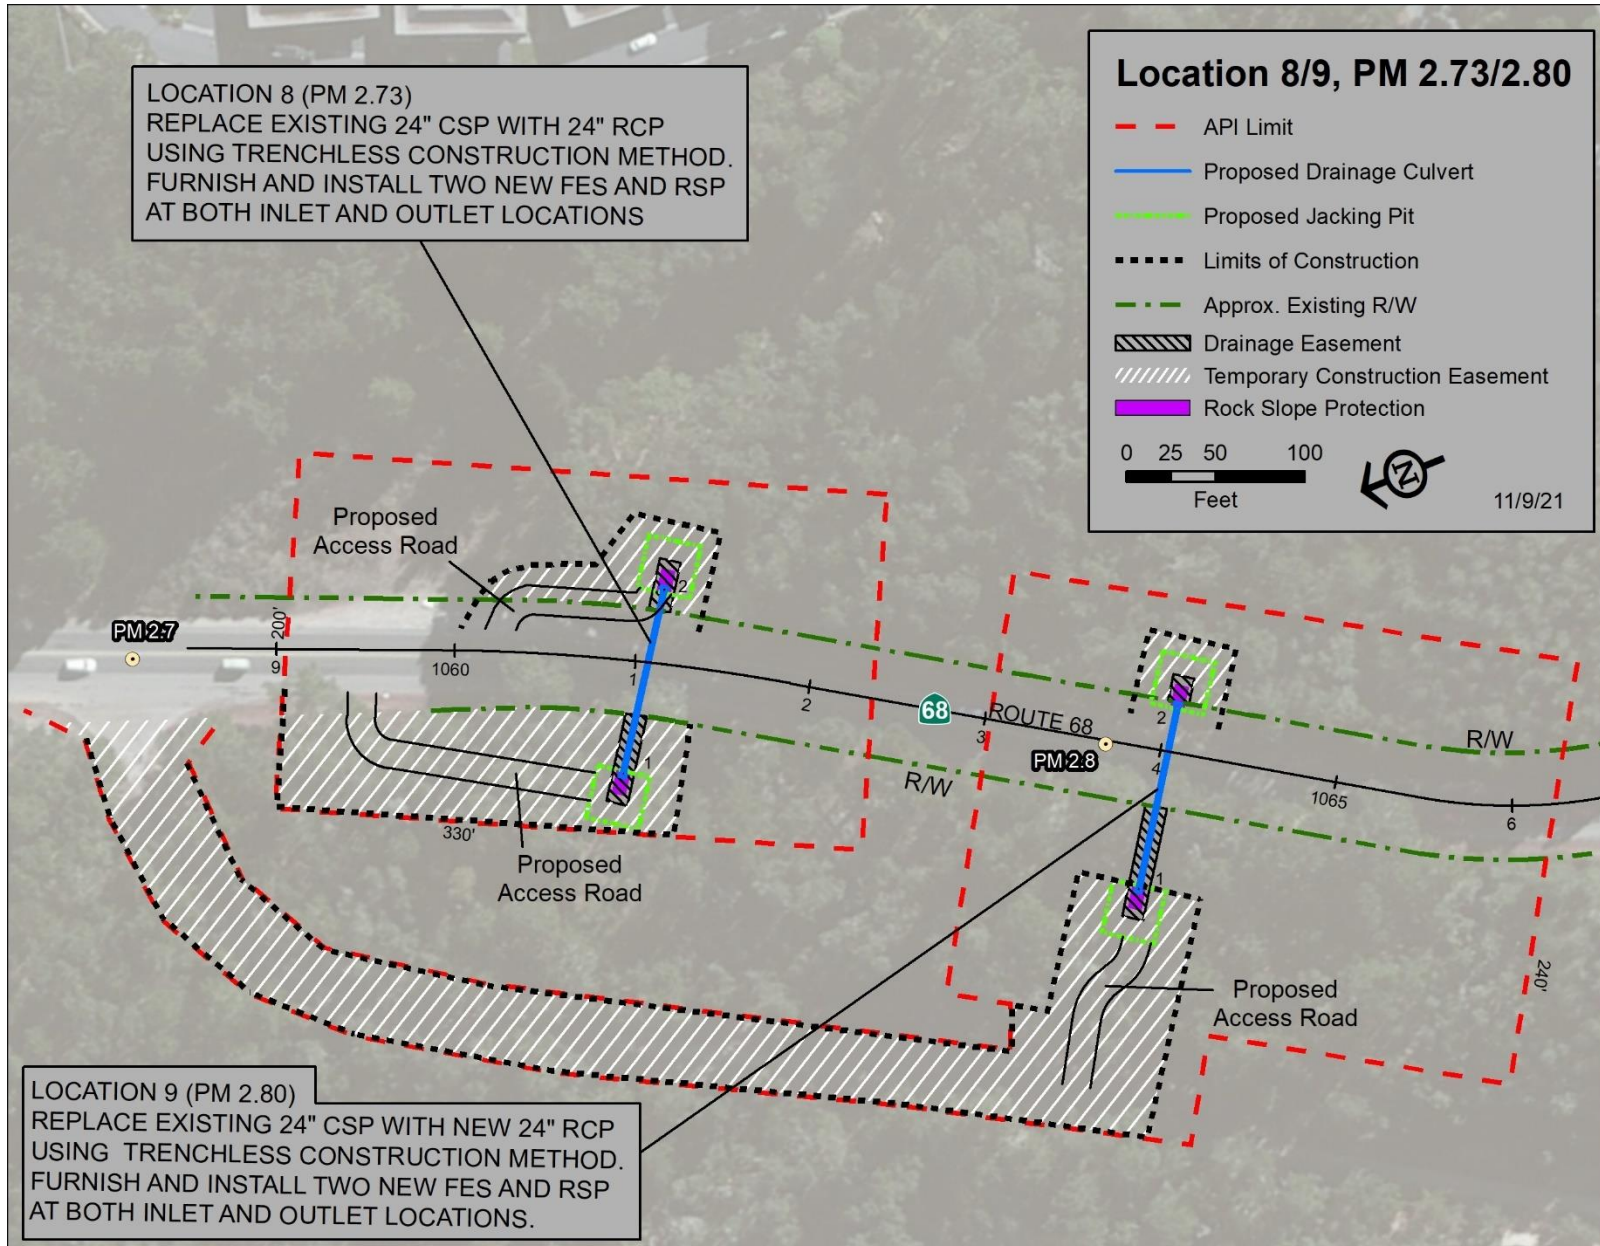 LOCATION 8 (PM 2.73)
REPLACE EXISTING 24" CSP WITH 24" RCP
USING TRENCHLESS CONSTRUCTION METHOD.
FURNISH AND INSTALL TWO NEW FES AND RSP
AT BOTH INLET AND OUTLET LOCATIONS
Location 8/9, PM 2.73/2.80
API Limit
Proposed Drainage Culvert
Proposed Jacking Pit
Limits of Construction
Approx. Existing R/W
Drainage Easement
Temporary Construction Easement
Rock Slope Protection
0 25 50 100
Feet
N
11/9/21
Proposed
Access Road
2
200'
PM 2.7
9
1060
1
2
68
ROUTE 68
3
PM 2.8
2
4
R/W
1065
6
R/W
1
330'
Proposed
Access Road
1
240'
Proposed
Access Road
LOCATION 9 (PM 2.80)
REPLACE EXISTING 24" CSP WITH NEW 24" RCP
USING TRENCHLESS CONSTRUCTION METHOD.
FURNISH AND INSTALL TWO NEW FES AND RSP
AT BOTH INLET AND OUTLET LOCATIONS.